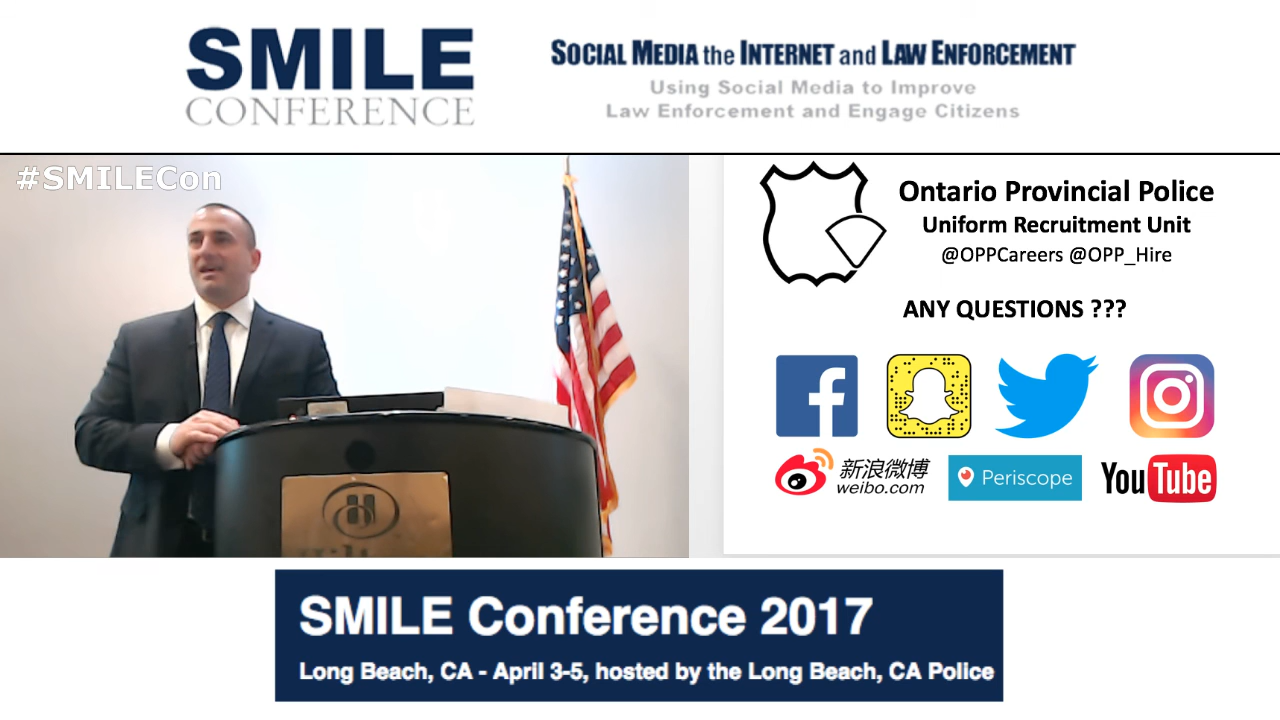 SMILE
CONFERENCE
SOCIAL MEDIA the INTERNET and LAW ENFORCEMENT
Using Social Media to Improve
Law Enforcement and Engage Citizens
#SMILECon
Ontario Provincial Police
Uniform Recruitment Unit
@OPPCareers @OPP_Hire
ANY QUESTIONS ???
新浪微博
weibo.com
Periscope
YouTube
Hilton
SMILE Conference 2017
Long Beach, CA - April 3-5, hosted by the Long Beach, CA Police